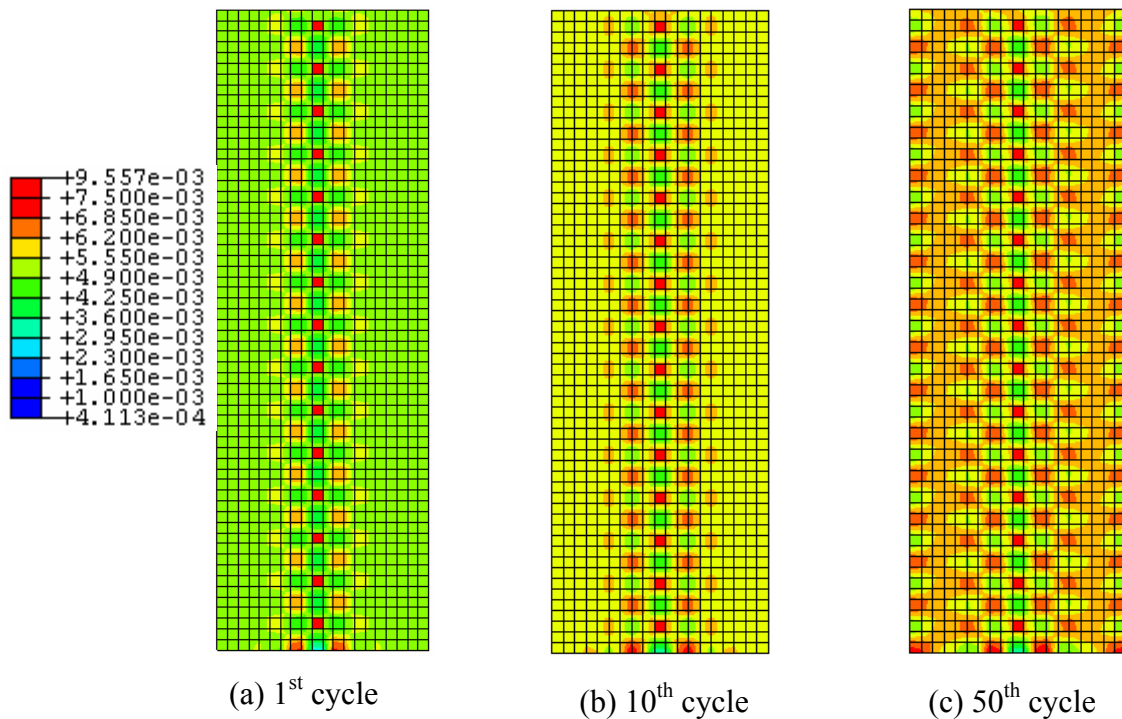 +9.557e-03
+7.500e-03
+6.850e-03
+6.200e-03
+5.550e-03
+4.900e-03
+4.250e-03
+3.600e-03
+2.950e-03
+2.300e-03
+1.650e-03
+1.000e-03
+4.113e-04
(a) 1st cycle
(b) 10th cycle
(c) 50th cycle